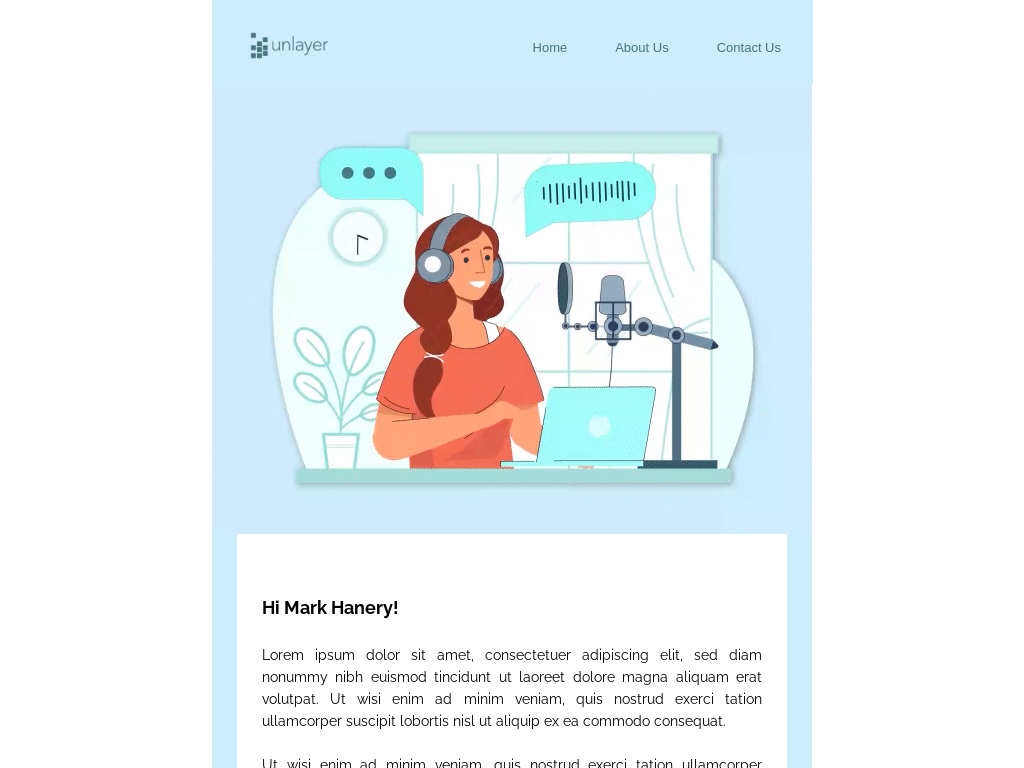 unlayer
Home About Us Contact Us
Hi Mark Hanery!
Lorem ipsum dolor sit amet, consectetuer adipiscing elit, sed diam
nonummy nibh euismod tincidunt ut laoreet dolore magna aliquam erat
volutpat. Ut wisi enim ad minim veniam, quis nostrud exerci tation
ullamcorper suscipit lobortis nisl ut aliquip ex ea commodo consequat.
Ut wisi enim ad minim veniam, quis nostrud exerci tation ullamcorper